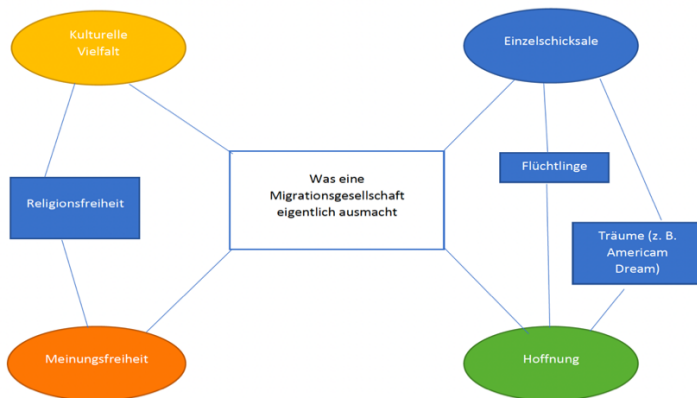 Kulturelle
Vielfalt
Einzelschicksale
Was eine
Migrationsgesellschaft
eigentlich ausmacht
Flüchtlinge
Religionsfreiheit
Träume (z. B.
Americam
Dream)
Meinungsfreiheit
Hoffnung